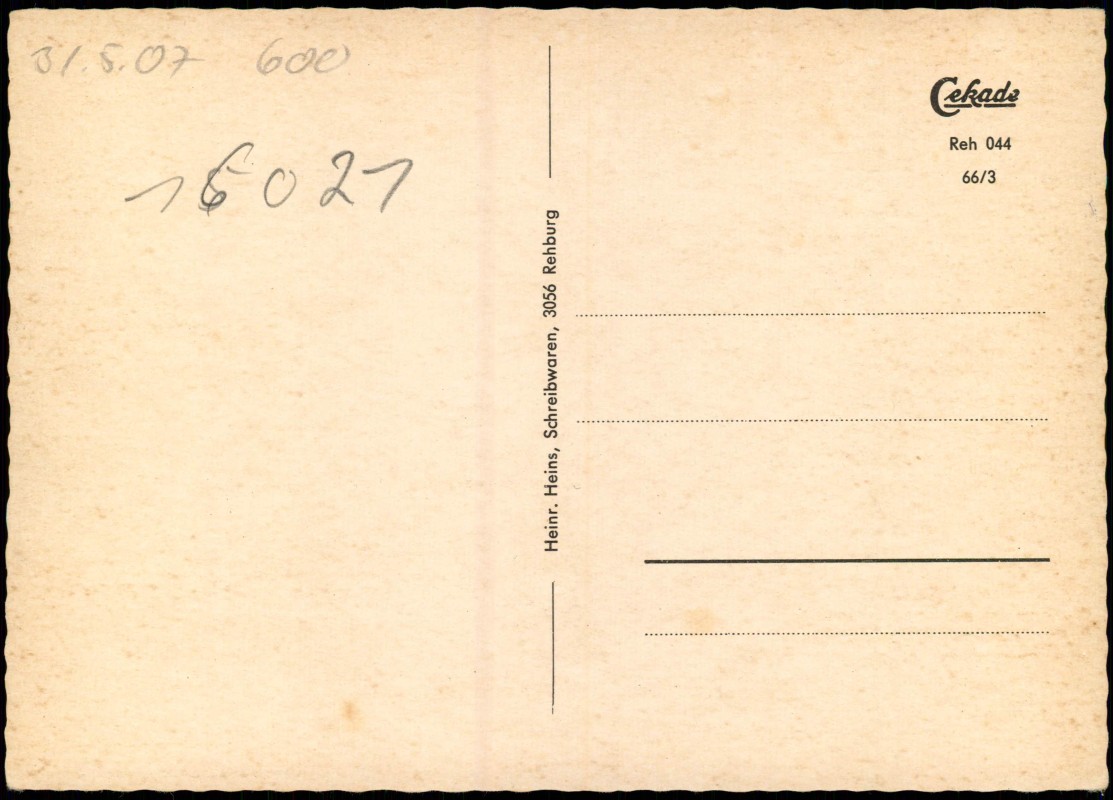 31.5.07 600
16021
Heinr. Heins, Schreibwaren, 3056 Rehburg
Cekade
Reh 044
66/3